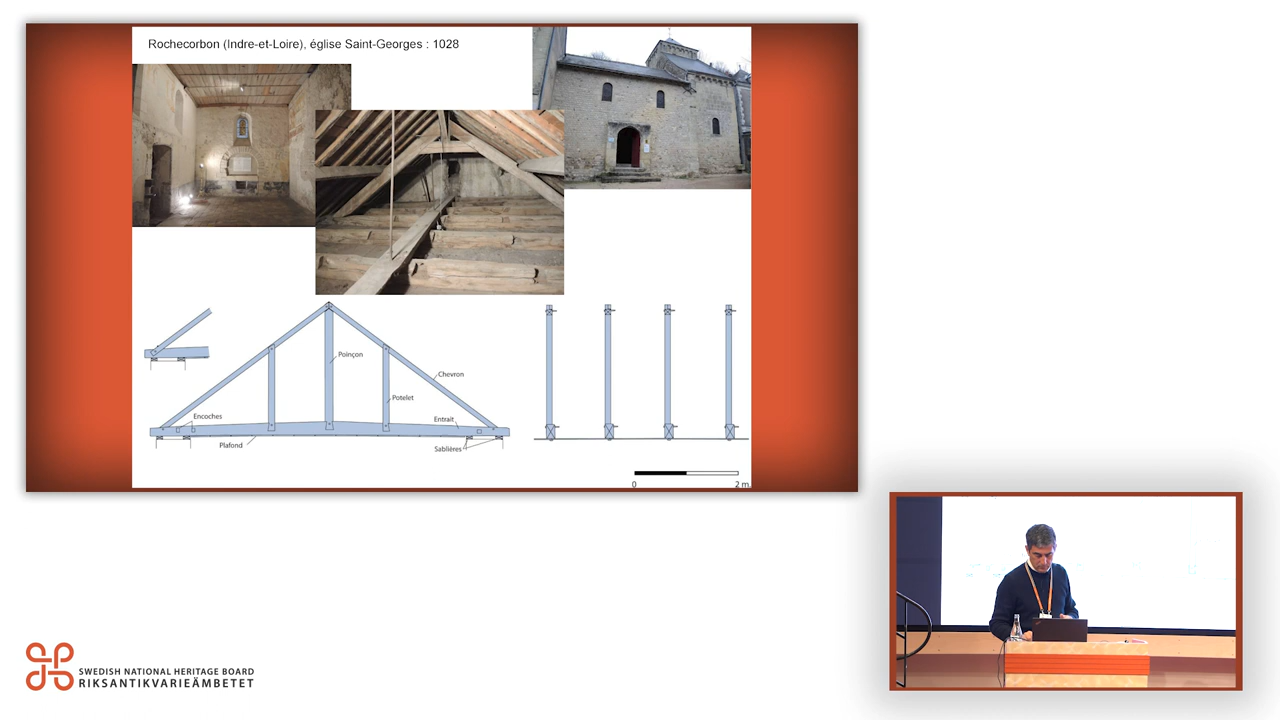 Rochecorbon (Indre-et-Loire), église Saint-Georges : 1028
Poinçon
Chevron
Potelet
Encoches
Entrait
Plafond
Sablières
0 2 m
SWEDISH NATIONAL HERITAGE BOARD
RIKSANTIKVARIEÄMBETET